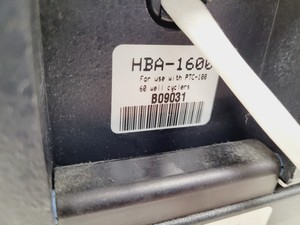 HBA-1600
For use with PTC-100
60 well cyclers
B09031